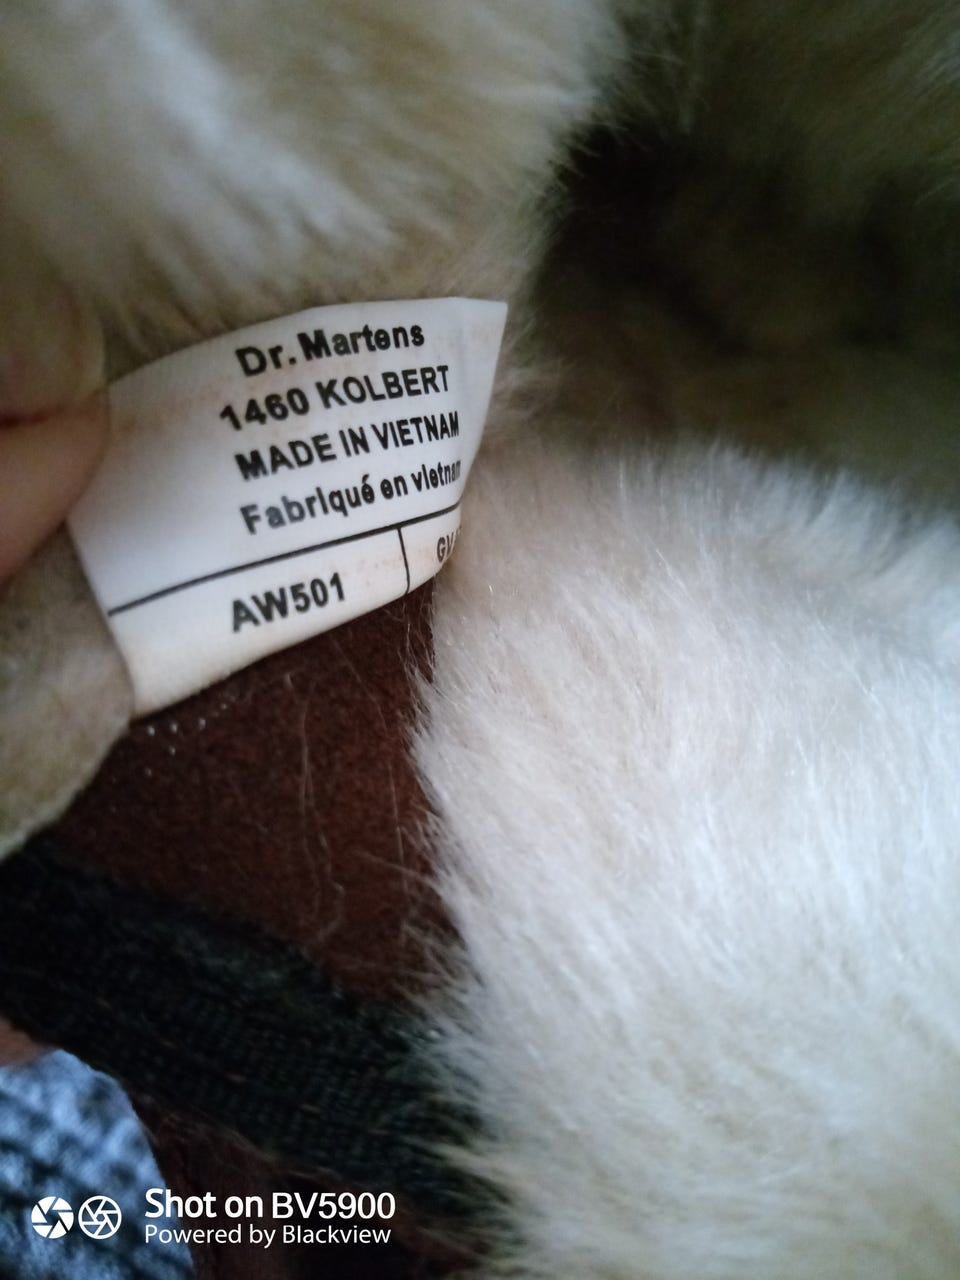 Dr. Martens
1460 KOLBERT
MADE IN VIETNAM
Fabriqué en vietnam
AW501
Shot on BV5900
Powered by Blackview